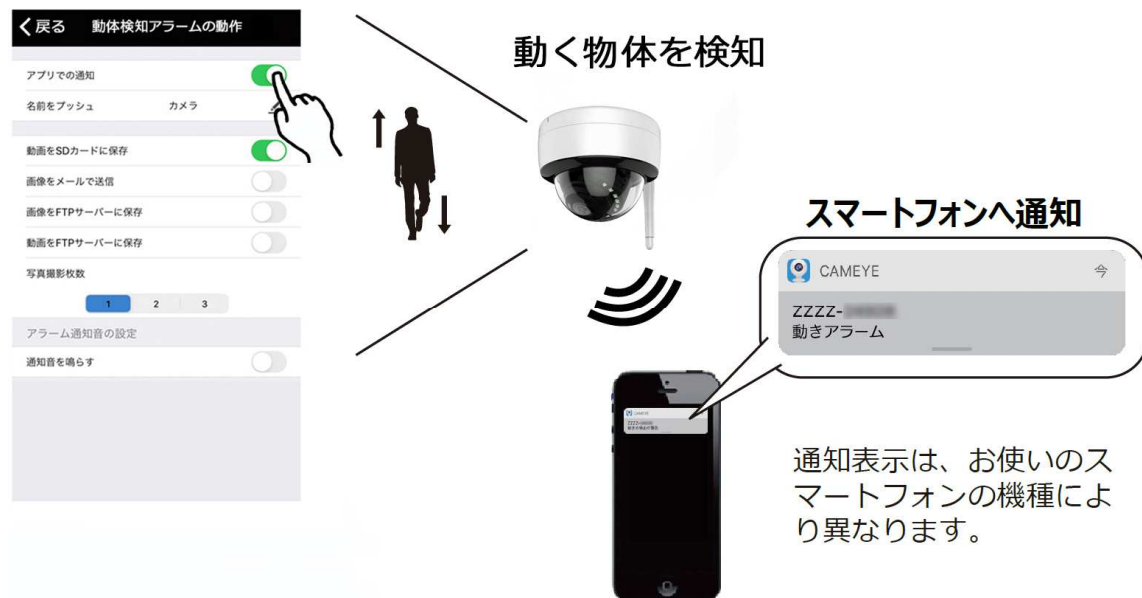 戻る 動体検知アラームの動作
アプリでの通知
名前をプッシュ カメラ
動画をSDカードに保存
画像をメールで送信
画像をFTPサーバーに保存
動画をFTPサーバーに保存
写真撮影枚数
1 2 3
アラーム通知音の設定
通知音を鳴らす
動く物体を検知
スマートフォンへ通知
CAMEYE 今
ZZZZ-
動きアラーム
CAMEYE
ZZZZ-
通知表示は、お使いのス
マートフォンの機種によ
り異なります。